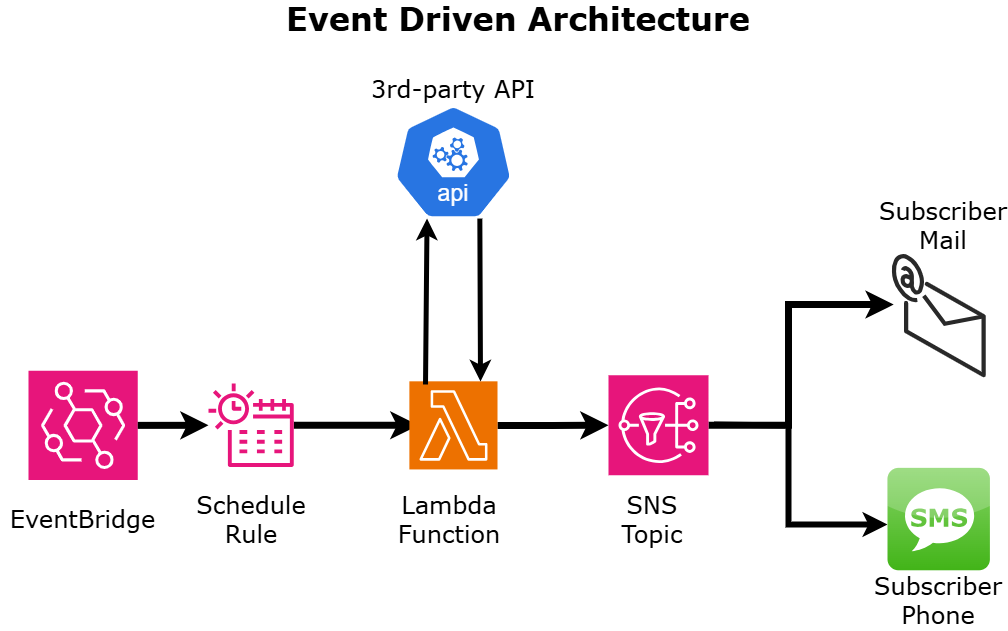 Event Driven Architecture
3rd-party API
api
Subscriber
Mail
@
EventBridge
Schedule
Rule
Lambda
Function
SNS
Topic
SMS
Subscriber
Phone